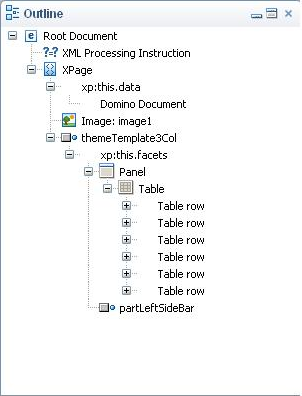 Outline
Root Document
?-? XML Processing Instruction
XPage
xp:this.data
Domino Document
Image: image1
themeTemplate3Col
xp:this.facets
Panel
Table
Table row
Table row
Table row
Table row
Table row
Table row
partLeftSideBar